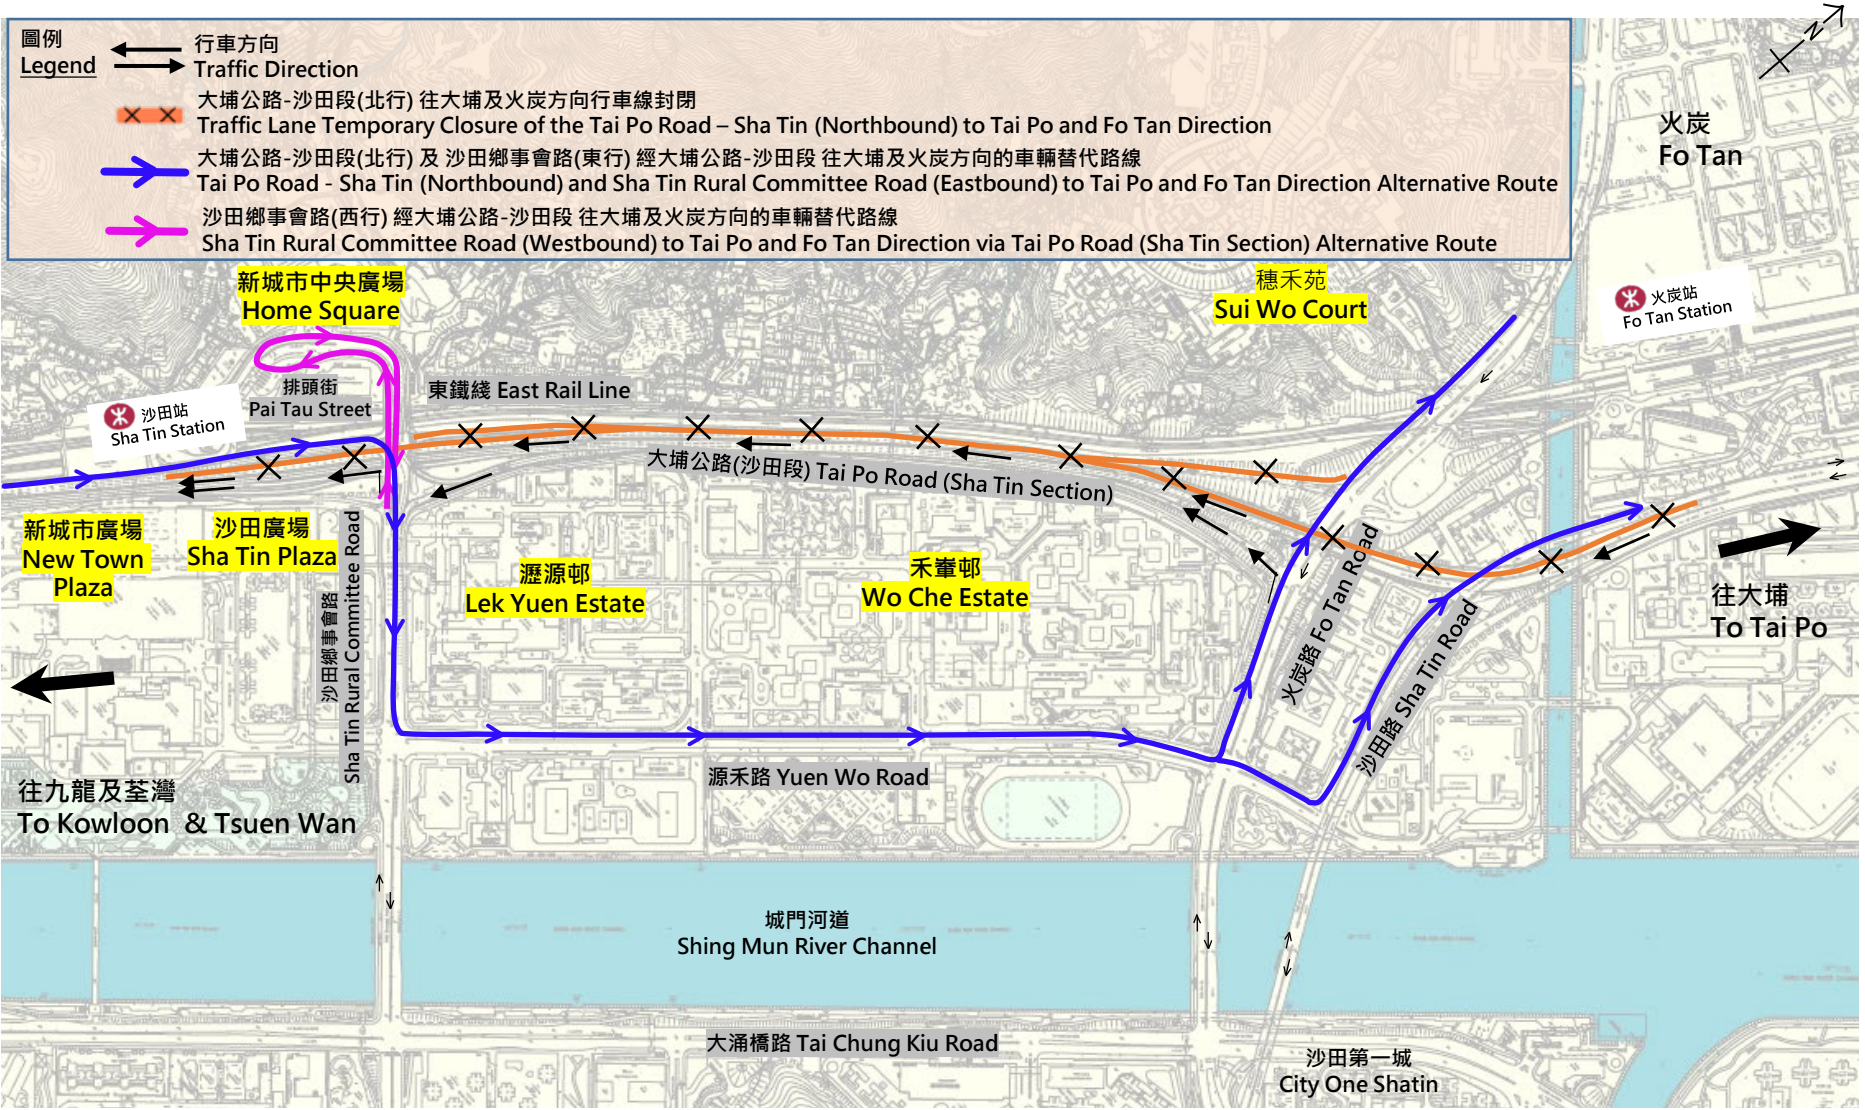 圖例
Legend
行車方向
Traffic Direction
大埔公路-沙田段(北行) 往大埔及火炭方向行車線封閉
Traffic Lane Temporary Closure of the Tai Po Road – Sha Tin (Northbound) to Tai Po and Fo Tan Direction
大埔公路-沙田段(北行) 及 沙田鄉事會路(東行) 經大埔公路-沙田段 往大埔及火炭方向的車輛替代路線
Tai Po Road - Sha Tin (Northbound) and Sha Tin Rural Committee Road (Eastbound) to Tai Po and Fo Tan Direction Alternative Route
沙田鄉事會路(西行) 經大埔公路-沙田段 往大埔及火炭方向的車輛替代路線
Sha Tin Rural Committee Road (Westbound) to Tai Po and Fo Tan Direction via Tai Po Road (Sha Tin Section) Alternative Route
N
火炭
Fo Tan
新城市中央廣場
Home Square
穗禾苑
Sui Wo Court
火炭站
Fo Tan Station
排頭街
Pai Tau Street
東鐵綫 East Rail Line
沙田站
Sha Tin Station
大埔公路(沙田段) Tai Po Road (Sha Tin Section)
新城市廣場
New Town
Plaza
沙田廣場
Sha Tin Plaza
沙田鄉事會路
Sha Tin Rural Committee Road
瀝源邨
Lek Yuen Estate
禾輋邨
Wo Che Estate
火炭路 Fo Tan Road
沙田路 Sha Tin Road
往大埔
To Tai Po
往九龍及荃灣
To Kowloon & Tsuen Wan
源禾路 Yuen Wo Road
城門河道
Shing Mun River Channel
大涌橋路 Tai Chung Kiu Road
沙田第一城
City One Shatin